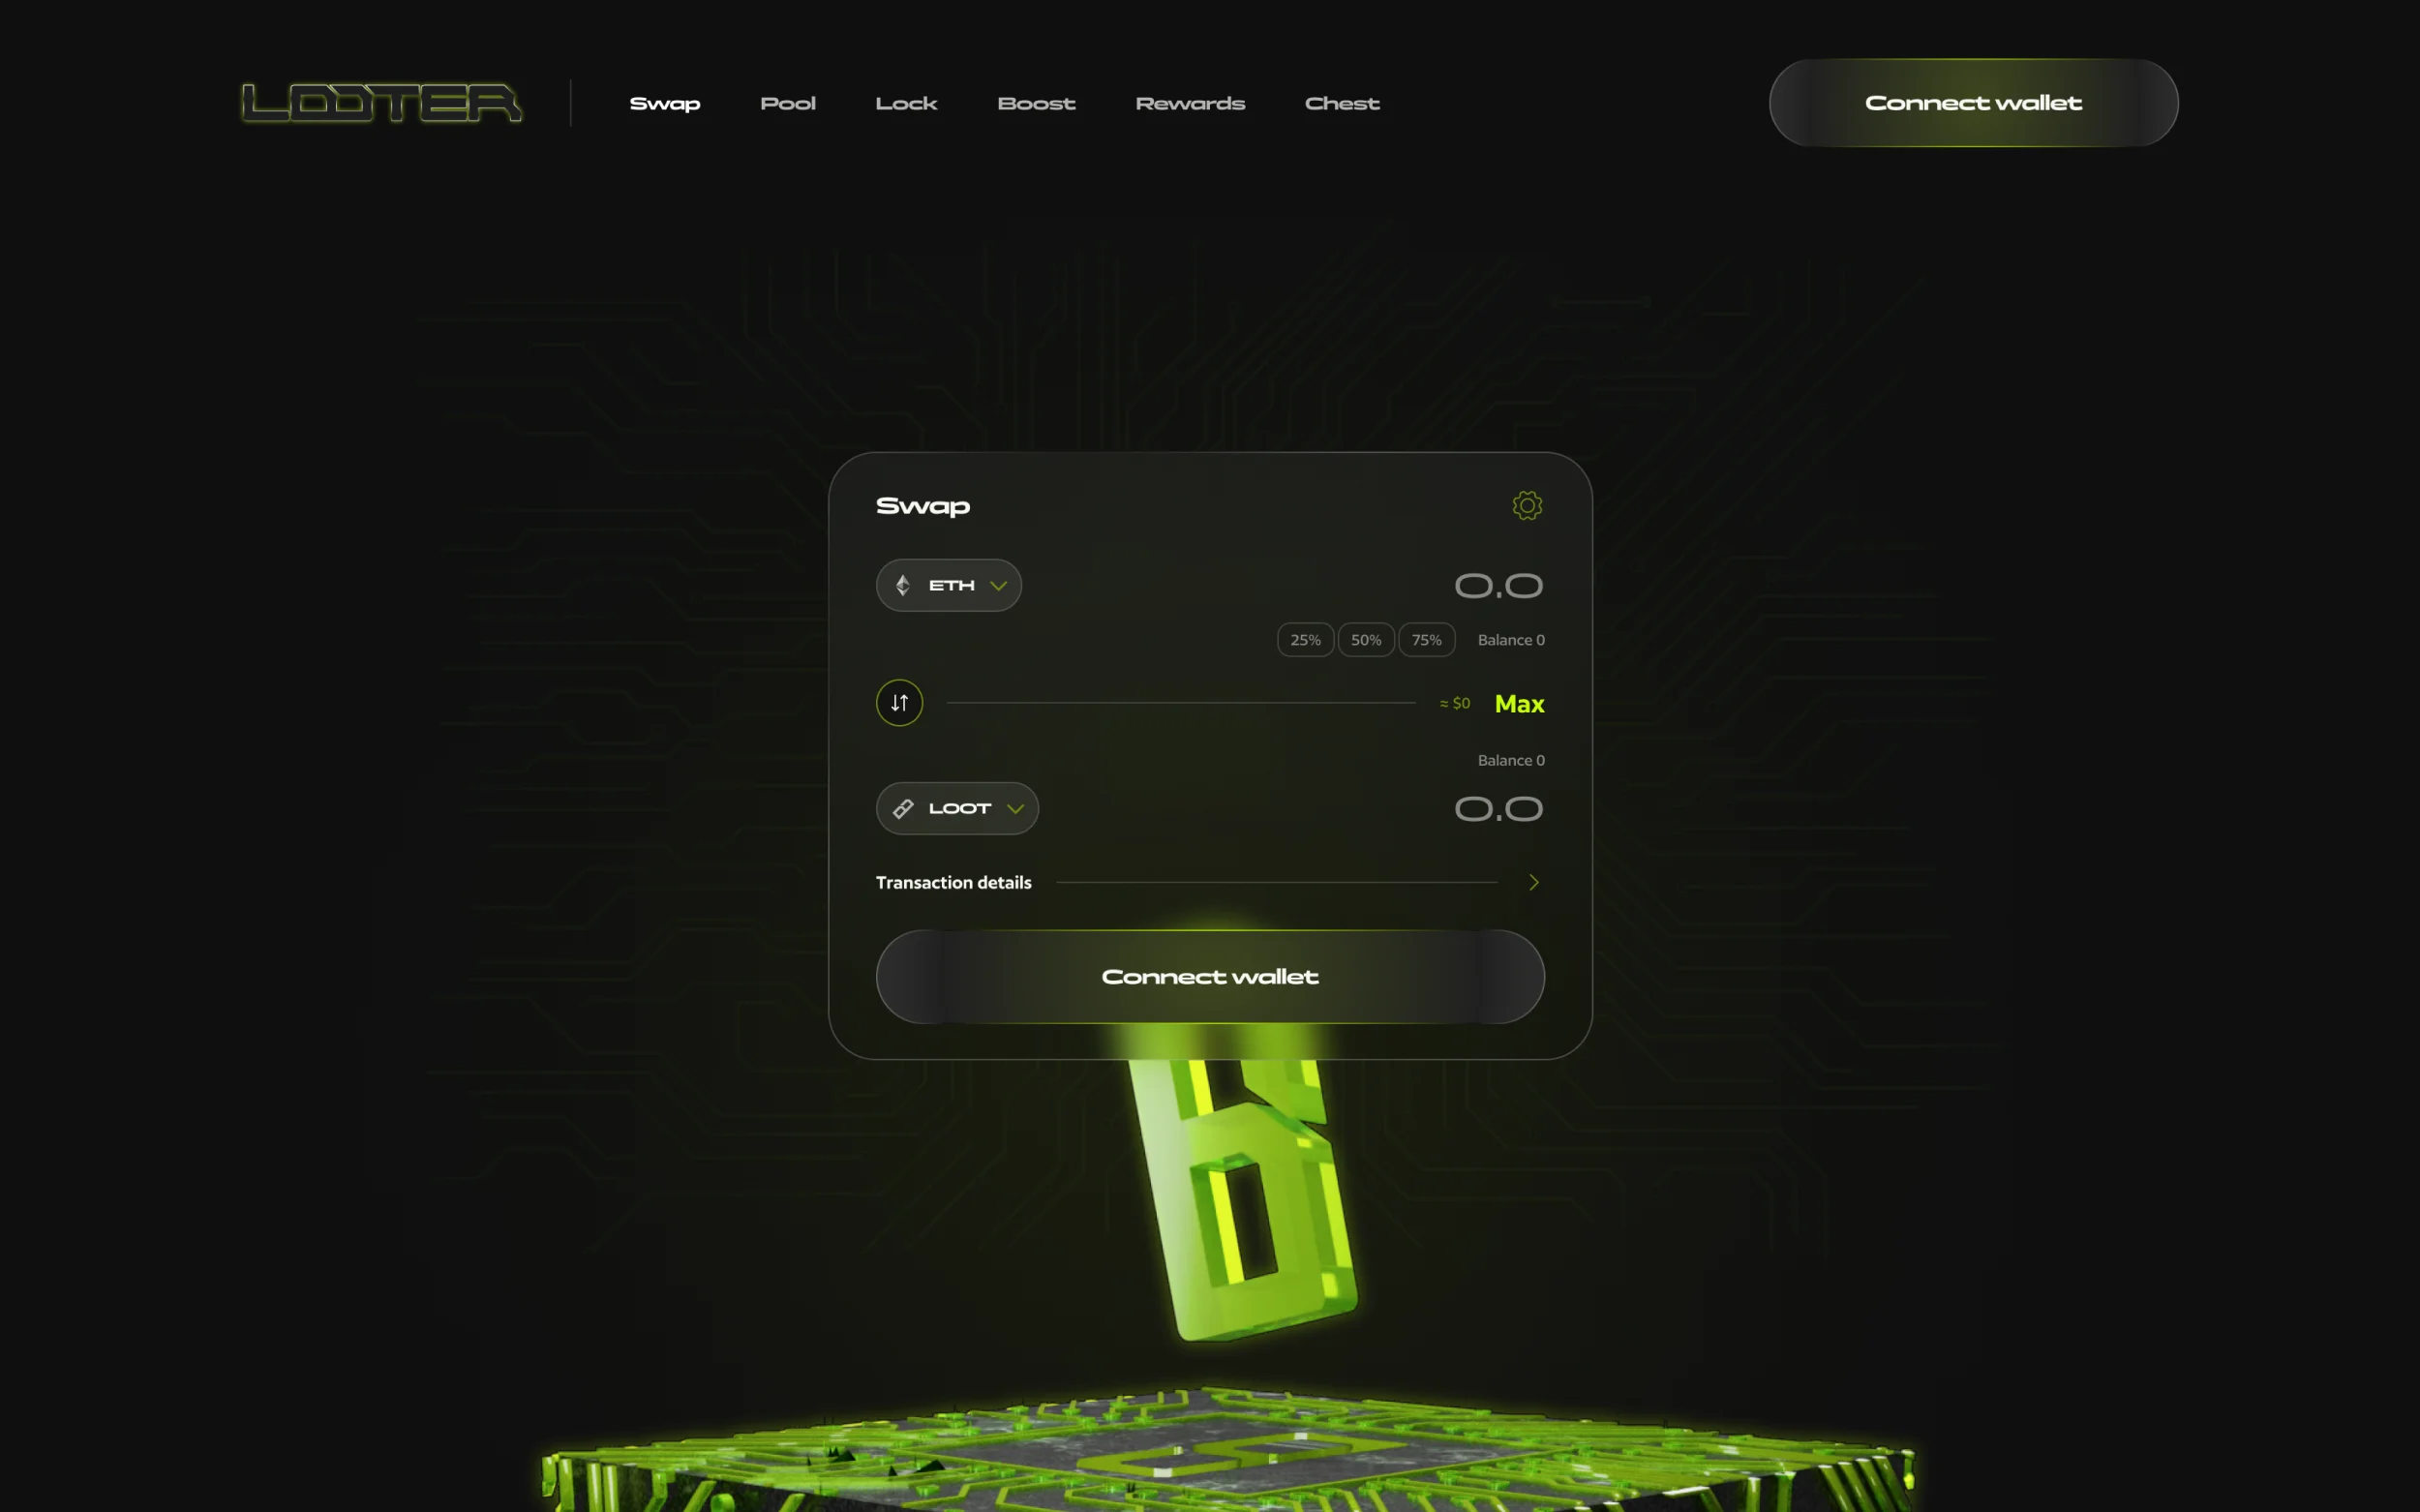 LOOTER Swap Pool Lock Boost Rewards Chest Connect wallet
Swap
ETH 0.0
25% 50% 75% Balance 0
≈ $0 Max
Balance 0
LOOT 0.0
Transaction details
Connect wallet